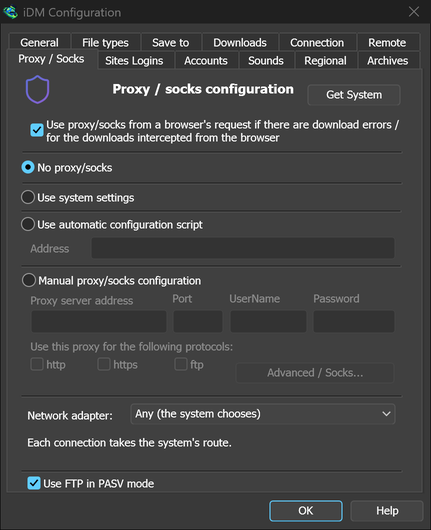 iDM Configuration
General File types Save to Downloads Connection Remote
Proxy / Socks Sites Logins Accounts Sounds Regional Archives
Proxy / socks configuration
Get System
Use proxy/socks from a browser's request if there are download errors /
for the downloads intercepted from the browser
No proxy/socks
Use system settings
Use automatic configuration script
Address
Manual proxy/socks configuration
Proxy server address Port UserName Password
Use this proxy for the following protocols:
http https ftp
Advanced / Socks...
Network adapter: Any (the system chooses)
Each connection takes the system's route.
Use FTP in PASV mode
OK Help